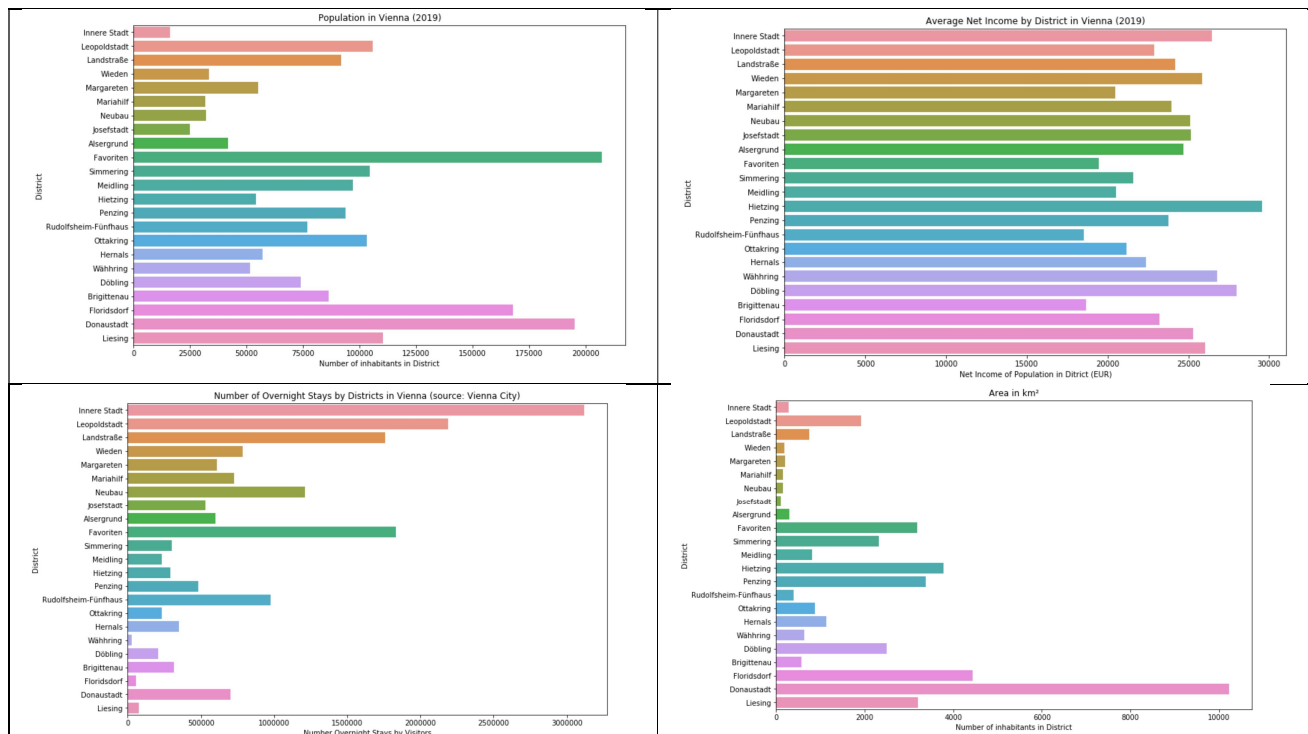 Population in Vienna (2019)
District
Innere Stadt
Leopoldstadt
Landstraße
Wieden
Margareten
Mariahilf
Neubau
Josefstadt
Alsergrund
Favoriten
Simmering
Meidling
Hietzing
Penzing
Rudolfsheim-Fünfhaus
Ottakring
Hernals
Währing
Döbling
Brigittenau
Floridsdorf
Donaustadt
Liesing
0 25000 50000 75000 100000 125000 150000 175000 200000
Number of inhabitants in District
Average Net Income by District in Vienna (2019)
District
Innere Stadt
Leopoldstadt
Landstraße
Wieden
Margareten
Mariahilf
Neubau
Josefstadt
Alsergrund
Favoriten
Simmering
Meidling
Hietzing
Penzing
Rudolfsheim-Fünfhaus
Ottakring
Hernals
Währing
Döbling
Brigittenau
Floridsdorf
Donaustadt
Liesing
0 5000 10000 15000 20000 25000 30000
Net Income of Population in Ditrict (EUR)
Number of Overnight Stays by Districts in Vienna (source: Vienna City)
District
Innere Stadt
Leopoldstadt
Landstraße
Wieden
Margareten
Mariahilf
Neubau
Josefstadt
Alsergrund
Favoriten
Simmering
Meidling
Hietzing
Penzing
Rudolfsheim-Fünfhaus
Ottakring
Hernals
Währing
Döbling
Brigittenau
Floridsdorf
Donaustadt
Liesing
0 500000 1000000 1500000 2000000 2500000 3000000
Number Overnight Stays by Visitors
Area in km²
District
Innere Stadt
Leopoldstadt
Landstraße
Wieden
Margareten
Mariahilf
Neubau
Josefstadt
Alsergrund
Favoriten
Simmering
Meidling
Hietzing
Penzing
Rudolfsheim-Fünfhaus
Ottakring
Hernals
Währing
Döbling
Brigittenau
Floridsdorf
Donaustadt
Liesing
0 2000 4000 6000 8000 10000
Number of inhabitants in District